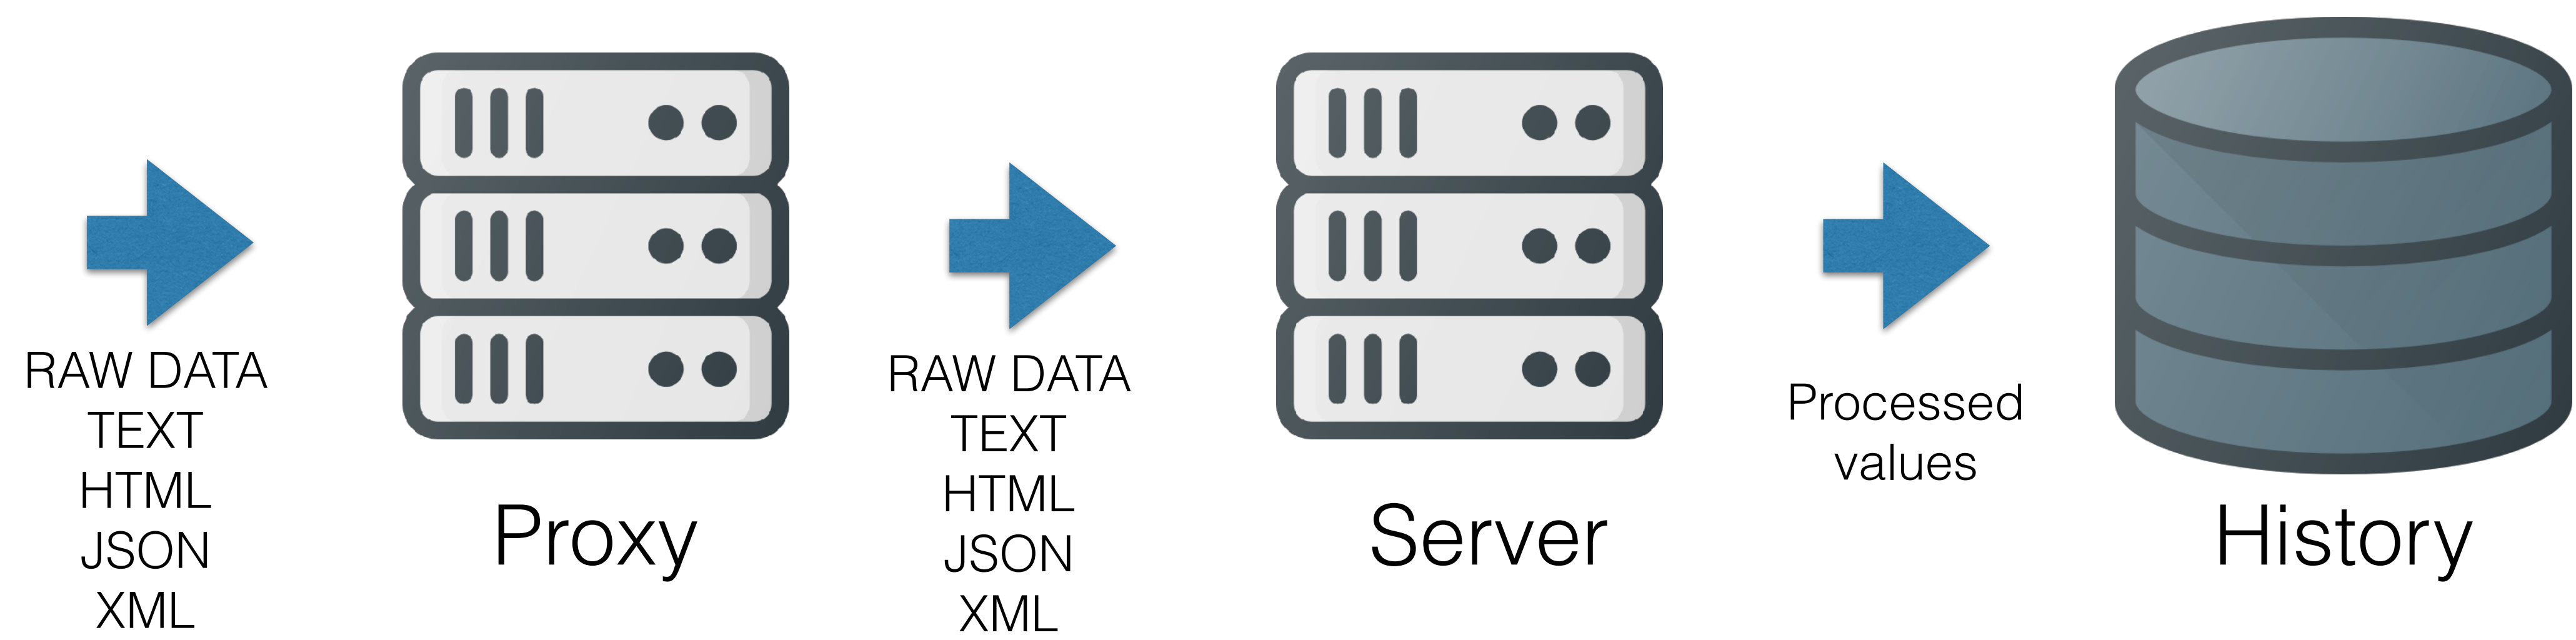 RAW DATA
TEXT
HTML
JSON
XML
Proxy
RAW DATA
TEXT
HTML
JSON
XML
Server
Processed
values
History